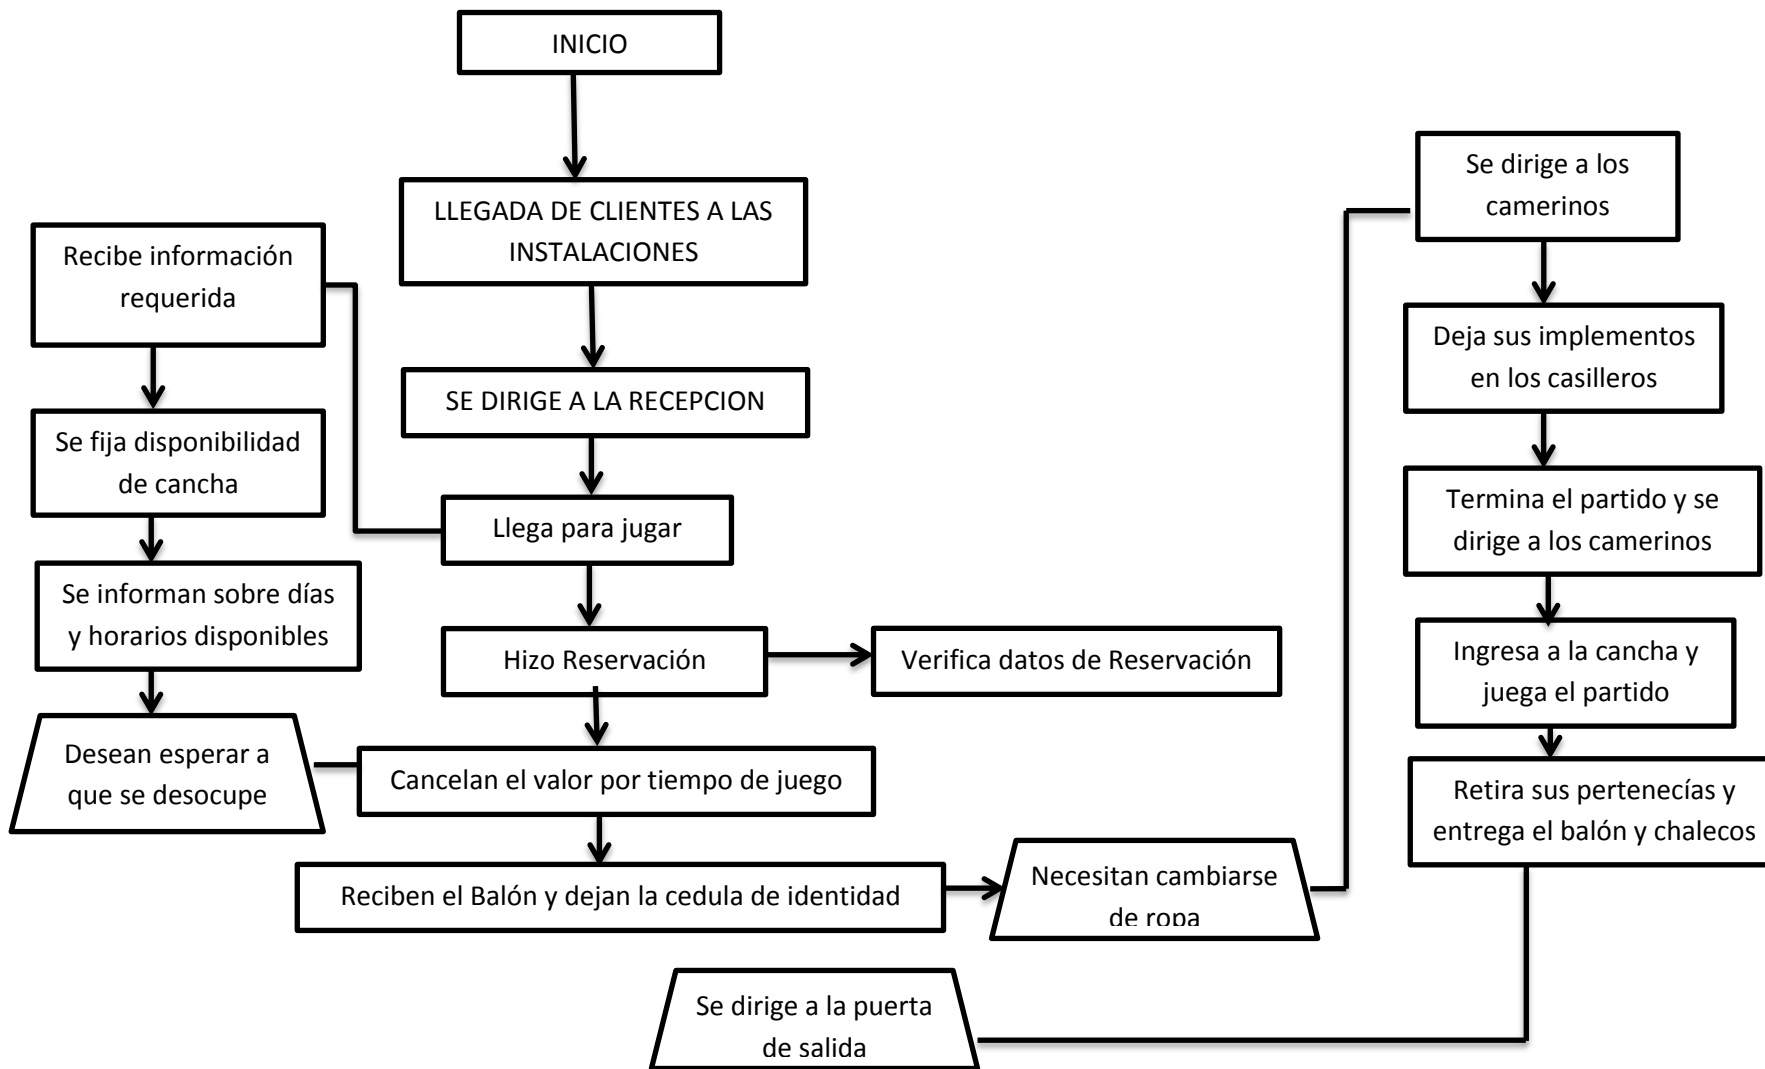 INICIO
LLEGADA DE CLIENTES A LAS
INSTALACIONES
SE DIRIGE A LA RECEPCION
Llega para jugar
Recibe información
requerida
Se fija disponibilidad
de cancha
Se informan sobre días
y horarios disponibles
Desean esperar a
que se desocupe
Hizo Reservación
Verifica datos de Reservación
Cancelan el valor por tiempo de juego
Reciben el Balón y dejan la cedula de identidad
Necesitan cambiarse
de ropa
Se dirige a los
camerinos
Deja sus implementos
en los casilleros
Termina el partido y se
dirige a los camerinos
Ingresa a la cancha y
juega el partido
Retira sus pertenecías y
entrega el balón y chalecos
Se dirige a la puerta
de salida